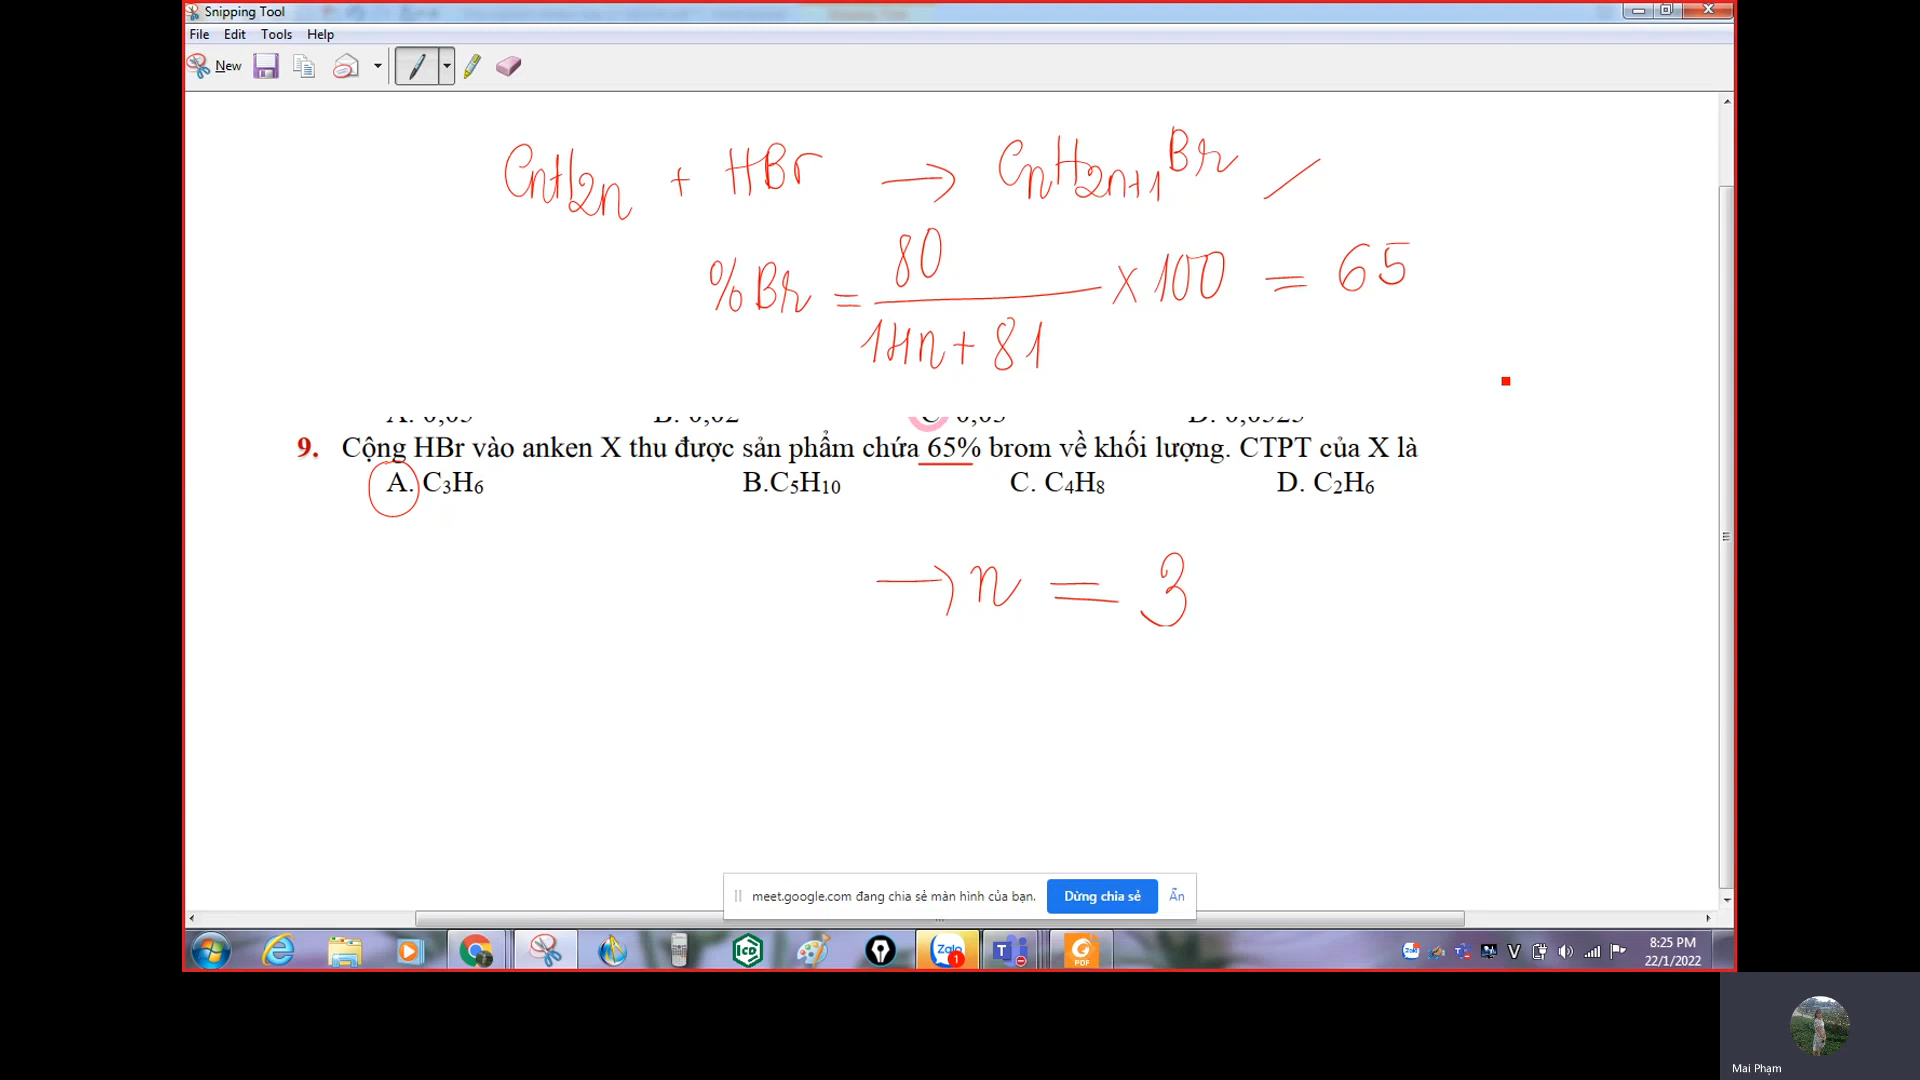 Snipping Tool
File Edit Tools Help
New
CnH2n + HBr → CnH2n+1Br
%Br = 80 / 14n + 81 × 100 = 65
9. Cộng HBr vào anken X thu được sản phẩm chứa 65% brom về khối lượng. CTPT của X là
A. C3H6 B.C5H10 C. C4H8 D. C2H6
→ n = 3
meet.google.com đang chia sẻ màn hình của bạn. Dừng chia sẻ Ẩn
Zalo 1
PDF
8:25 PM
22/1/2022
Mai Phạm